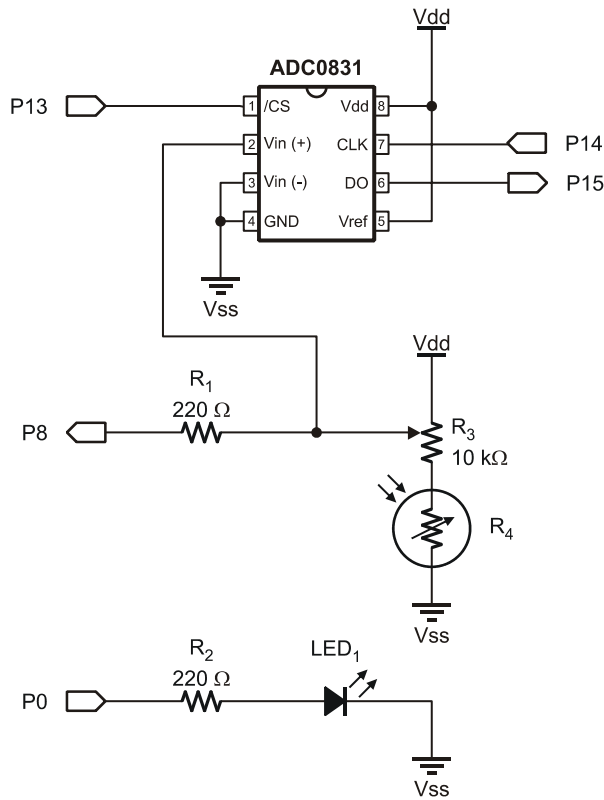 Vdd
ADC0831
P13
1 /CS Vdd 8
2 Vin (+) CLK 7
P14
3 Vin (-) DO 6
P15
4 GND Vref 5
Vss
Vdd
R1
220 Ω
P8
R3
10 kΩ
R4
Vss
R2
220 Ω
LED1
P0
Vss